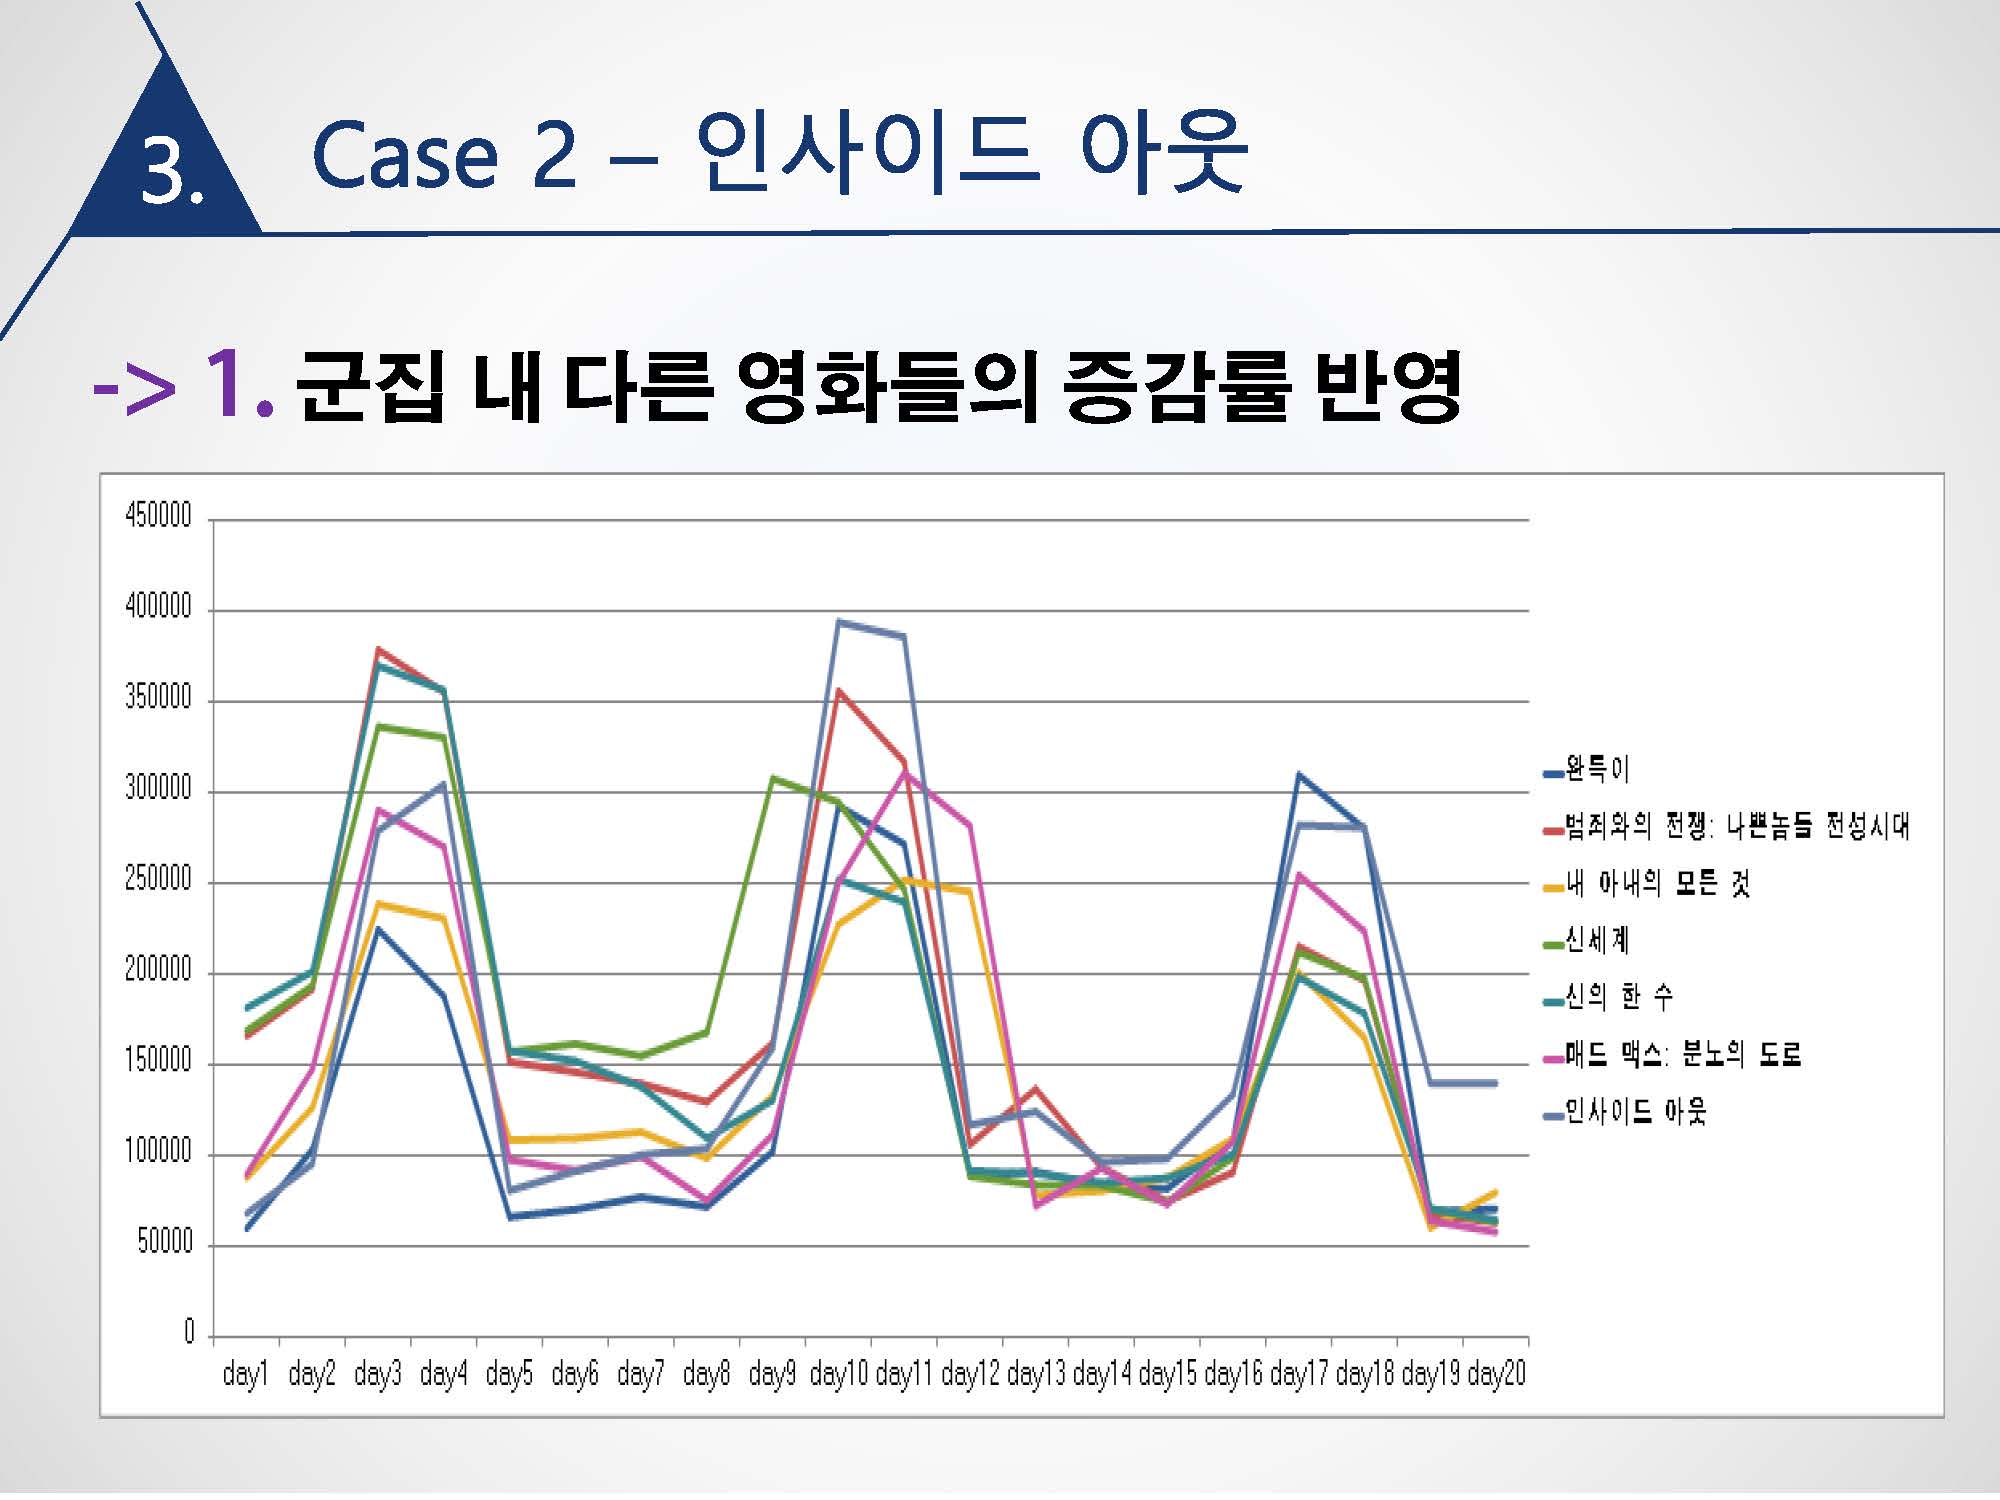 3.
Case 2 – 인사이드 아웃
-> 1. 군집 내 다른 영화들의 증감률 반영
450000
400000
350000
300000
250000
200000
150000
100000
50000
0
day1 day2 day3 day4 day5 day6 day7 day8 day9 day10 day11 day12 day13 day14 day15 day16 day17 day18 day19 day20
완득이
범죄와의 전쟁: 나쁜놈들 전성시대
내 아내의 모든 것
신세계
신의 한 수
매드 맥스: 분노의 도로
인사이드 아웃